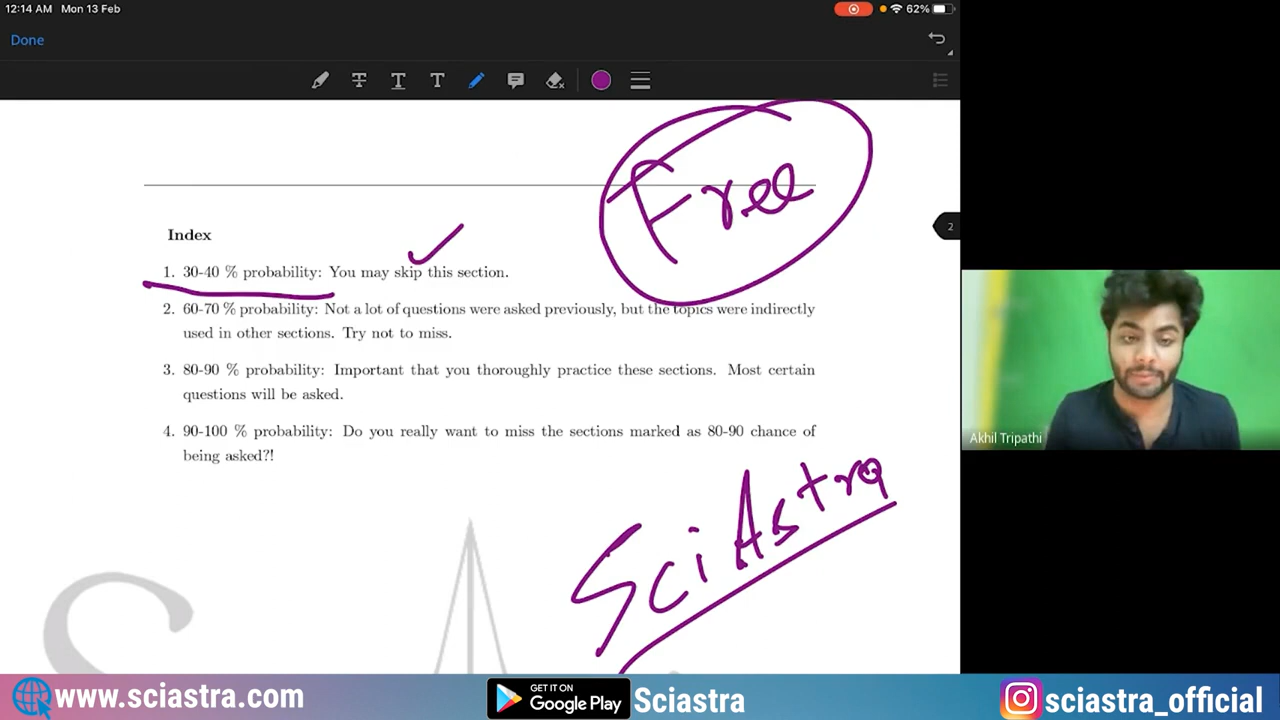 12:14 AM Mon 13 Feb
62%
Done
Free
2
Index
1. 30-40 % probability: You may skip this section.
2. 60-70 % probability: Not a lot of questions were asked previously, but the topics were indirectly
used in other sections. Try not to miss.
3. 80-90 % probability: Important that you thoroughly practice these sections. Most certain
questions will be asked.
4. 90-100 % probability: Do you really want to miss the sections marked as 80-90 chance of
being asked?!
Akhil Tripathi
SciAstra
www.sciastra.com
GET IT ON
Google Play
Sciastra
sciastra_official